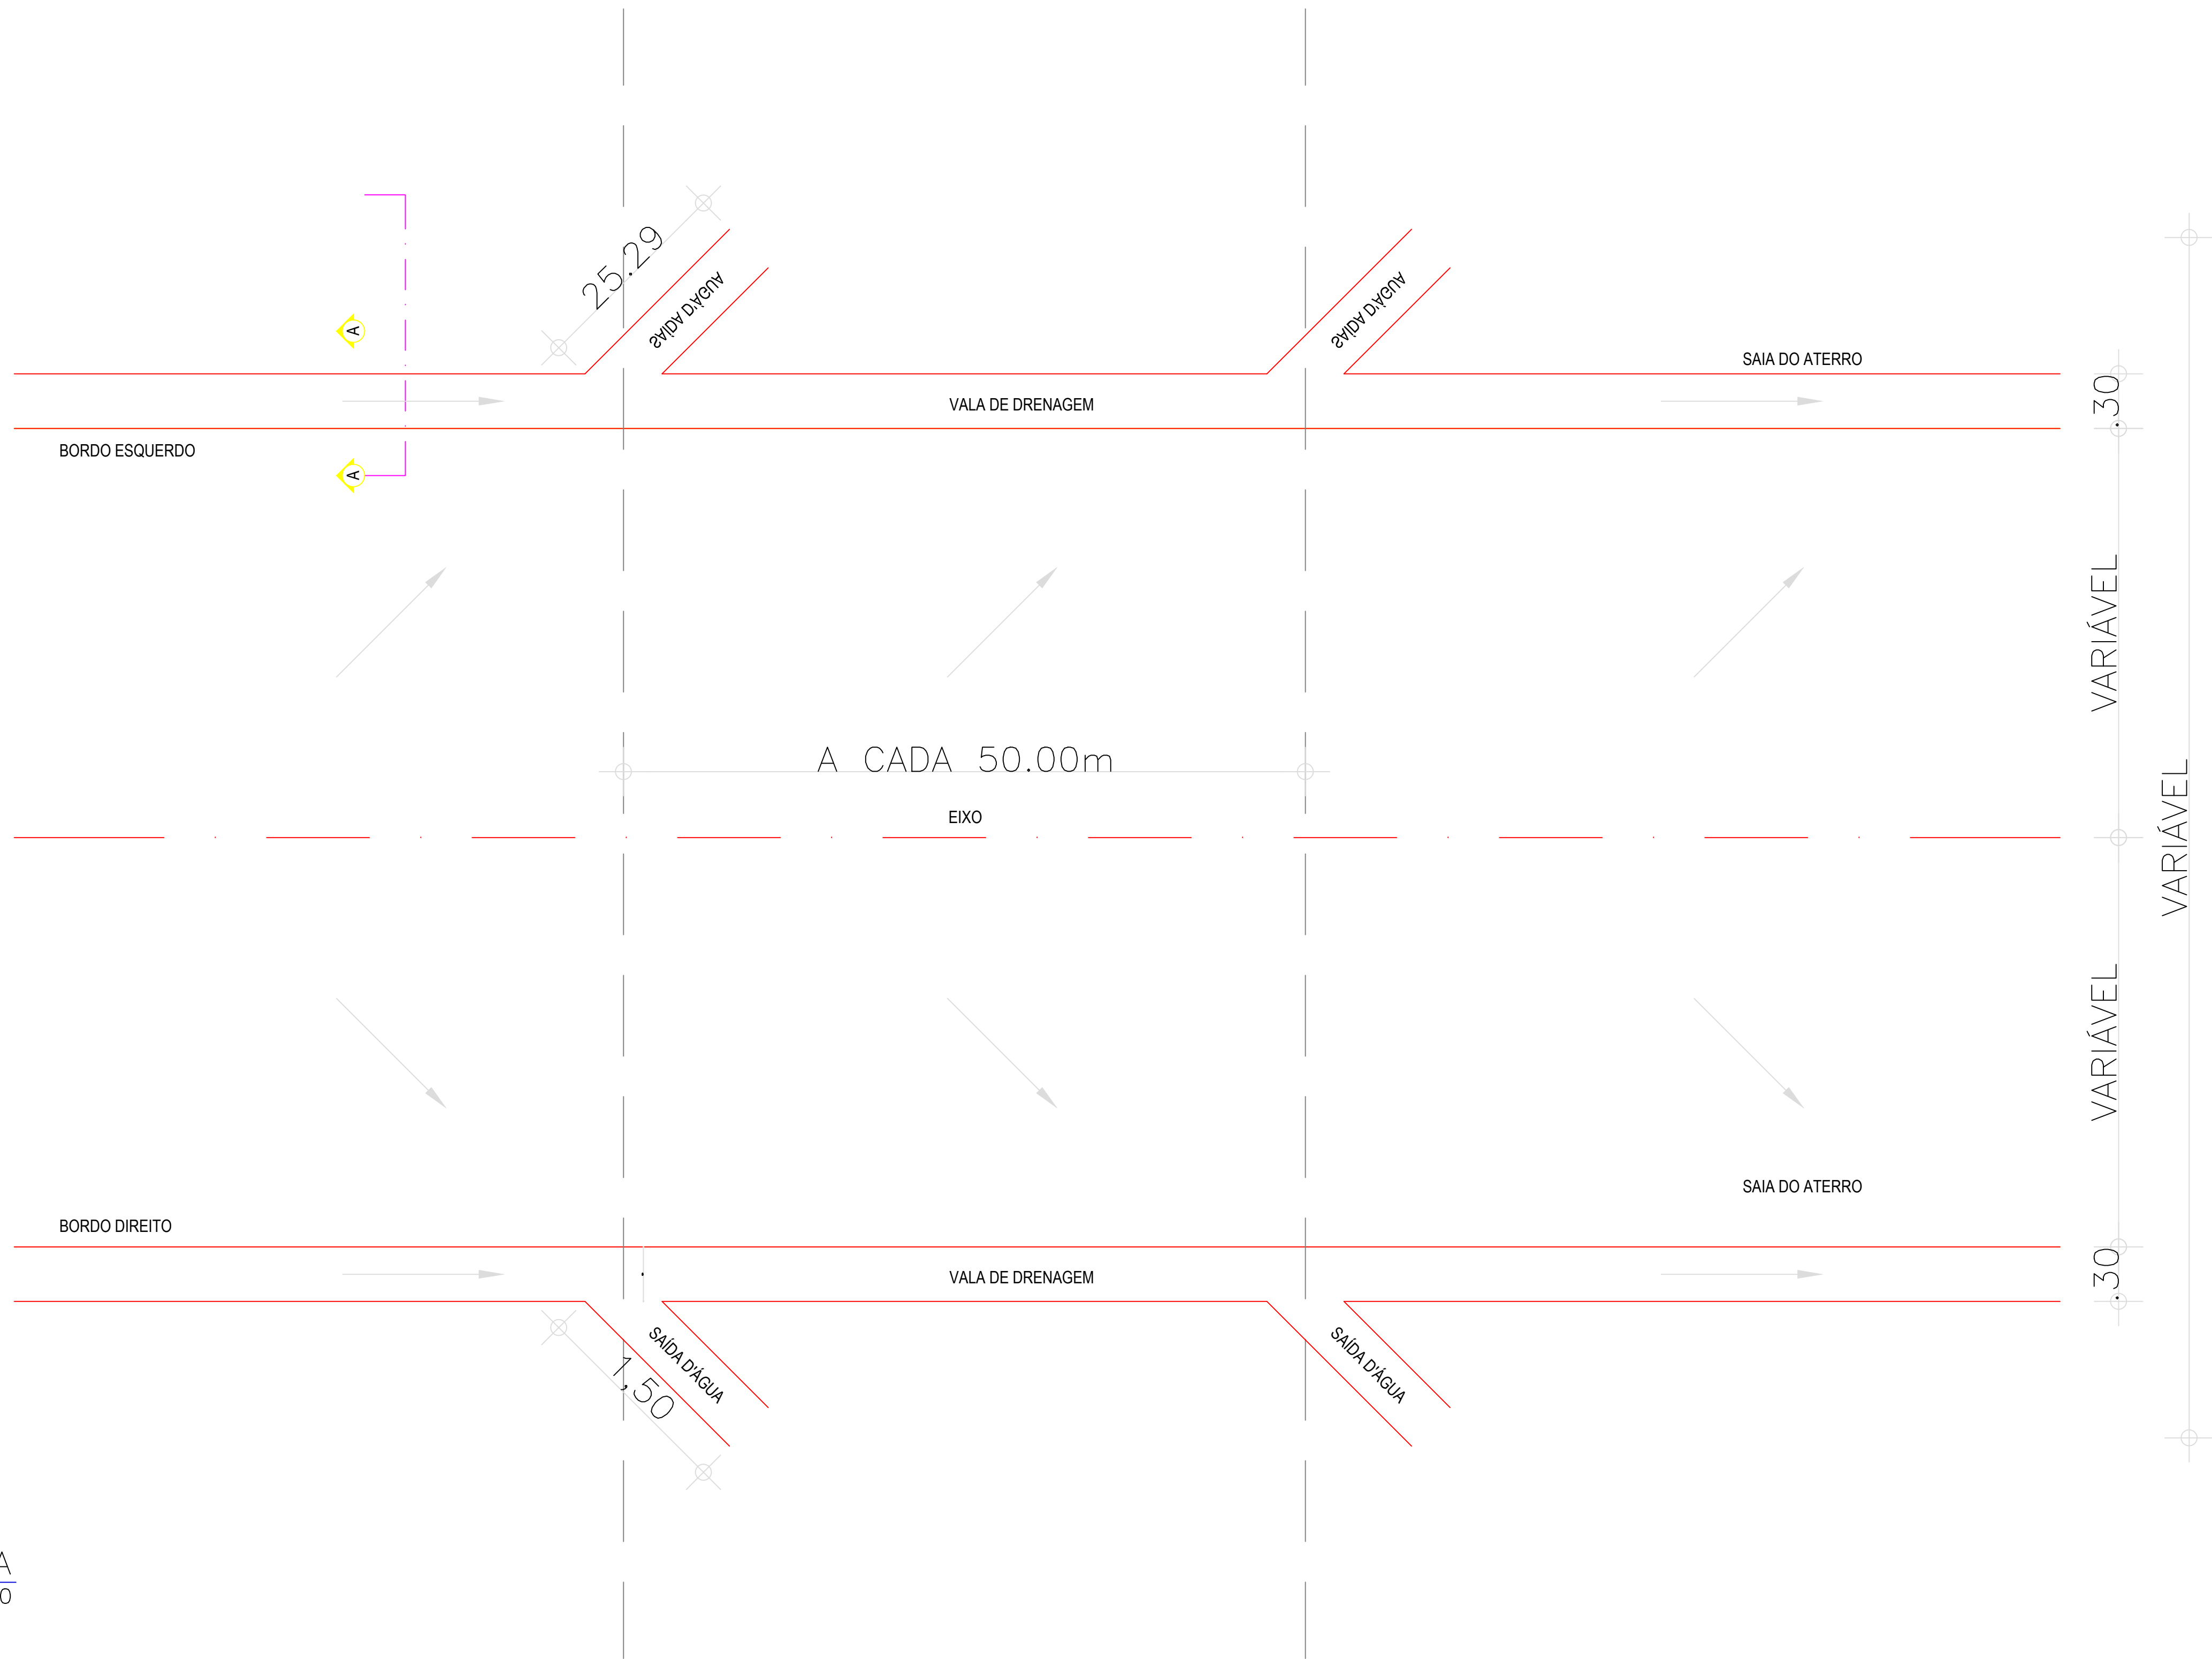 25.29
SAÍDA D'ÁGUA
SAÍDA D'ÁGUA
A
SAIA DO ATERRO
.30
VALA DE DRENAGEM
BORDO ESQUERDO
A
VARIÁVEL
A CADA 50.00m
EIXO
VARIÁVEL
VARIÁVEL
SAIA DO ATERRO
BORDO DIREITO
VALA DE DRENAGEM
.30
SAÍDA D'ÁGUA
SAÍDA D'ÁGUA
1,50
A